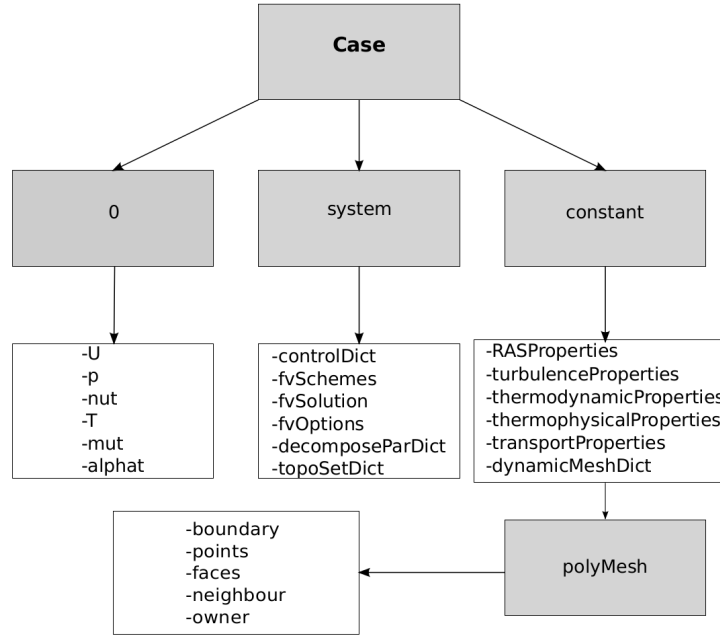 Case
0
system
constant
-U
-p
-nut
-T
-mut
-alphat
-controlDict
-fvSchemes
-fvSolution
-fvOptions
-decomposeParDict
-topoSetDict
-RASProperties
-turbulenceProperties
-thermodynamicProperties
-thermophysicalProperties
-transportProperties
-dynamicMeshDict
-boundary
-points
-faces
-neighbour
-owner
polyMesh